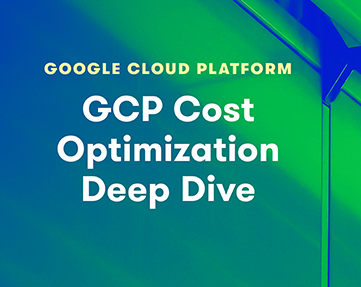 GOOGLE CLOUD PLATFORM
GCP Cost
Optimization
Deep Dive